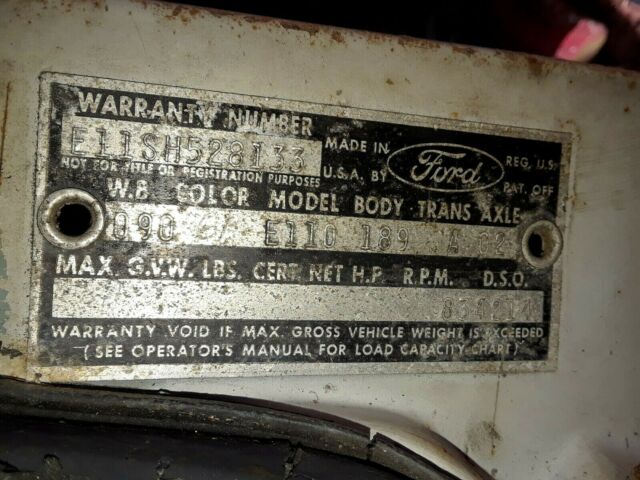 WARRANTY NUMBER
E11SH528133
MADE IN
U.S.A. BY
Ford
REG. U.S.
PAT. OFF
NOT FOR TITLE OR REGISTRATION PURPOSES
W.B. COLOR MODEL BODY TRANS AXLE
090 E110 189
MAX. G.V.W. LBS. CERT. NET H.P. R.P.M. D.S.O.
WARRANTY VOID IF MAX. GROSS VEHICLE WEIGHT IS EXCEEDED
(SEE OPERATOR'S MANUAL FOR LOAD CAPACITY CHART)